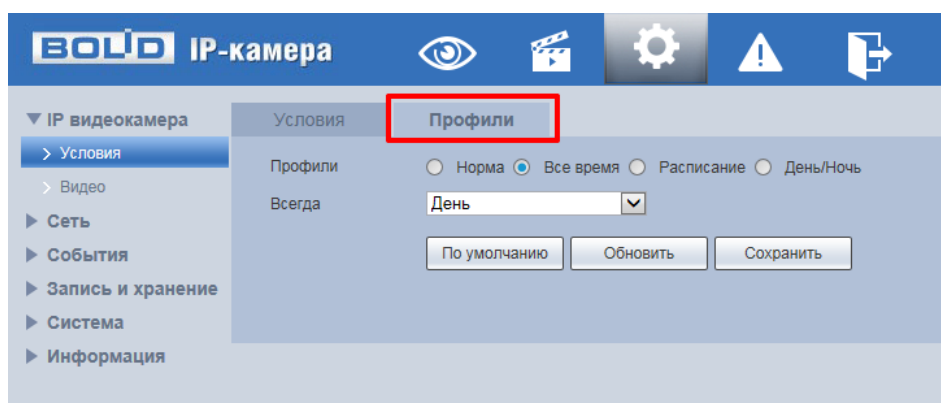 BOLID IP-камера
IP видеокамера
Условия
Видео
Сеть
События
Запись и хранение
Система
Информация
Условия Профили
Профили Норма Все время Расписание День/Ночь
Всегда День
По умолчанию Обновить Сохранить